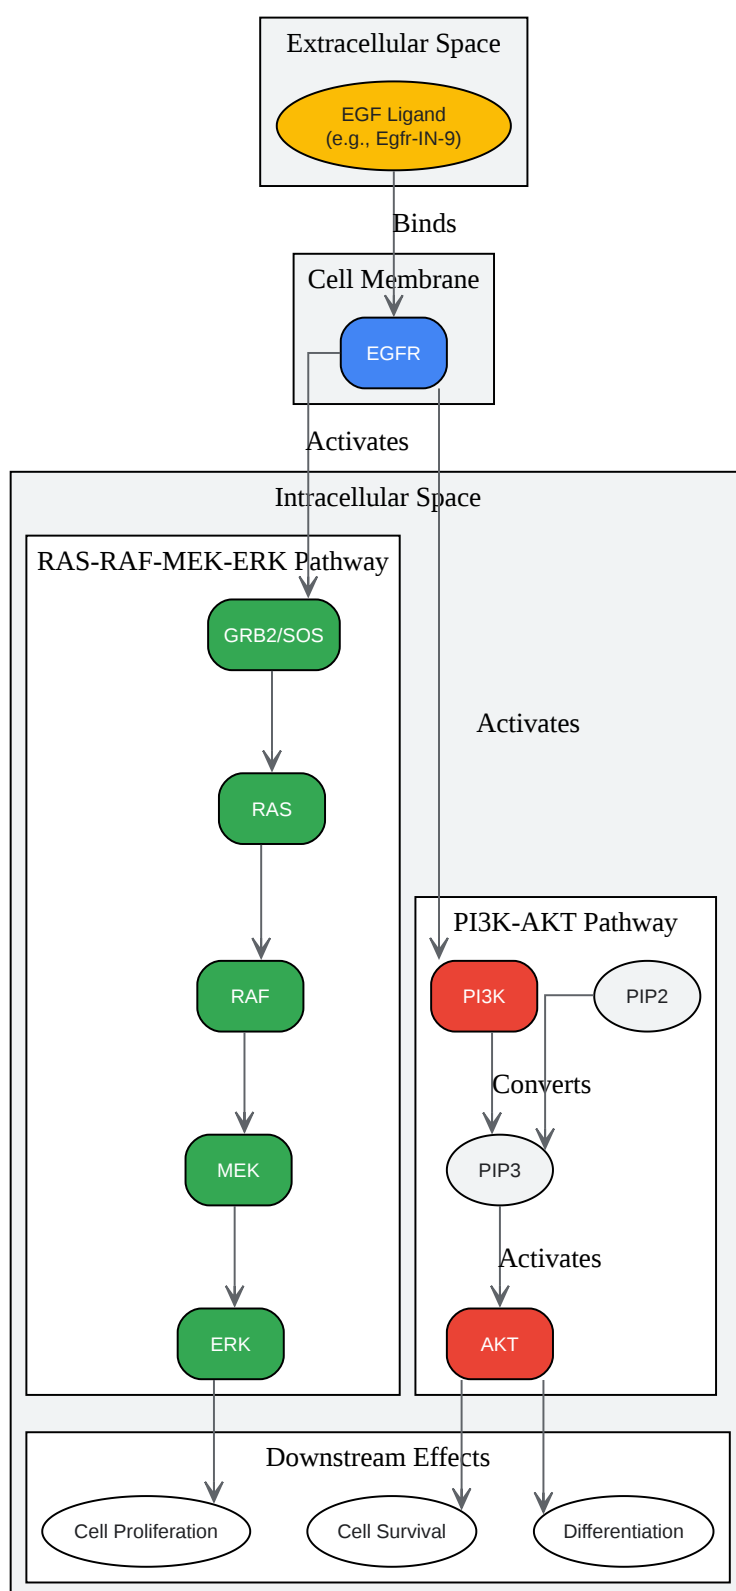 Extracellular Space
EGF Ligand
(e.g., Egfr-IN-9)
Binds
Cell Membrane
EGFR
Activates
Intracellular Space
RAS-RAF-MEK-ERK Pathway
GRB2/SOS
Activates
RAS
PI3K-AKT Pathway
RAF
PI3K
PIP2
Converts
MEK
PIP3
Activates
ERK
AKT
Downstream Effects
Cell Proliferation
Cell Survival
Differentiation